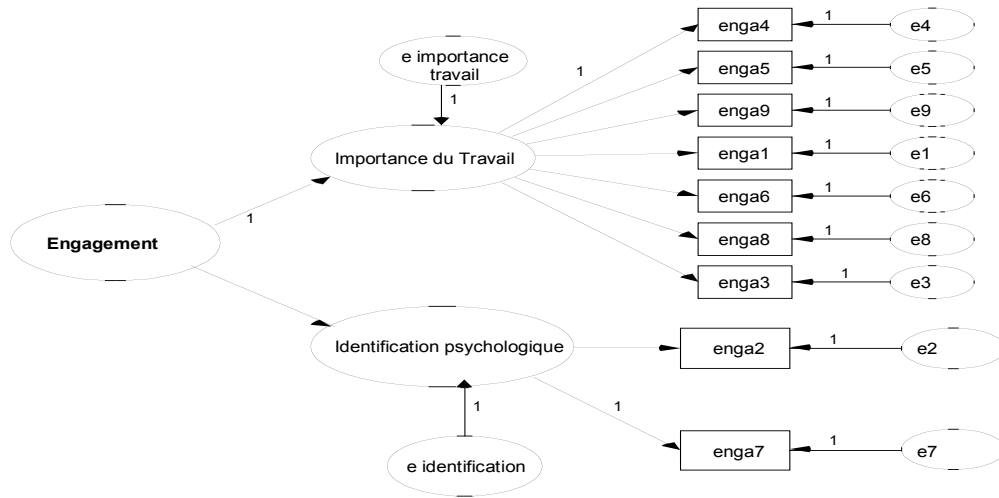 enga4
1
e4
e importance
travail
1
enga5
1
e5
1
enga9
1
e9
Importance du Travail
enga1
1
e1
enga6
1
e6
1
Engagement
enga8
1
e8
enga3
1
e3
Identification psychologique
enga2
1
e2
1
1
enga7
1
e7
e identification